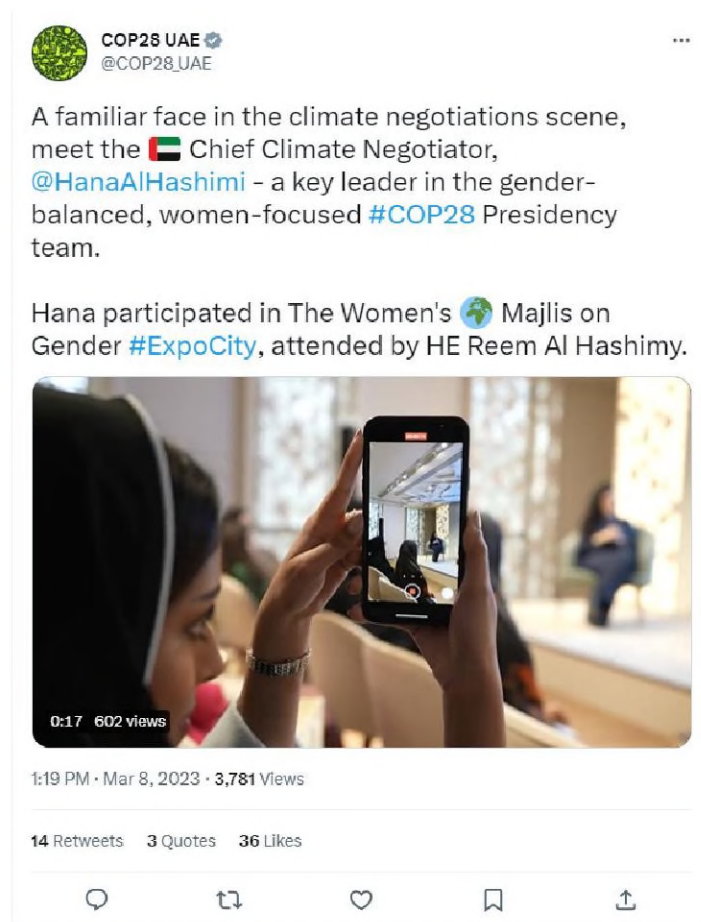 COP28 UAE
@COP28_UAE
A familiar face in the climate negotiations scene,
meet the 🇦🇪 Chief Climate Negotiator,
@HanaAlHashimi - a key leader in the gender-
balanced, women-focused #COP28 Presidency
team.
Hana participated in The Women's 🌍 Majlis on
Gender #ExpoCity, attended by HE Reem Al Hashimy.
0:17 602 views
1:19 PM · Mar 8, 2023 · 3,781 Views
14 Retweets 3 Quotes 36 Likes